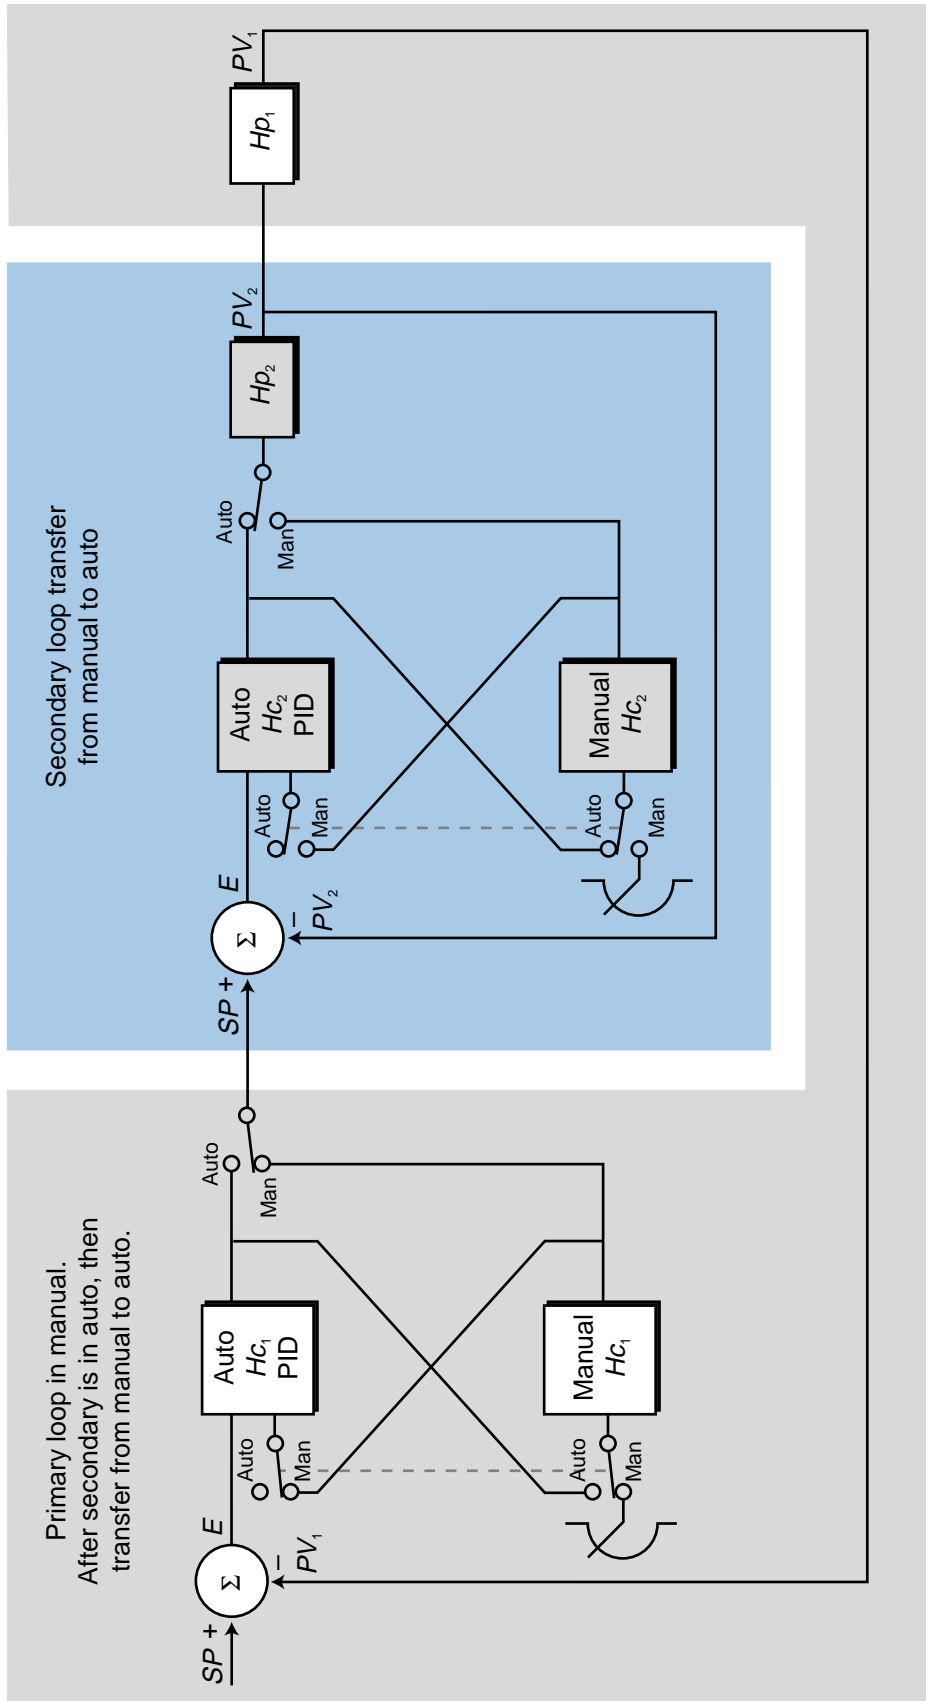 Primary loop in manual.
After secondary is in auto, then
transfer from manual to auto.
Secondary loop transfer
from manual to auto
SP +
Σ
E
–
PV₁
Auto
Man
Auto
Hc₁
PID
Auto
Man
Manual
Hc₁
Auto
Man
SP +
Σ
E
–
PV₂
Auto
Man
Auto
Hc₂
PID
Auto
Man
Manual
Hc₂
Auto
Man
Hp₂
PV₂
Hp₁
PV₁